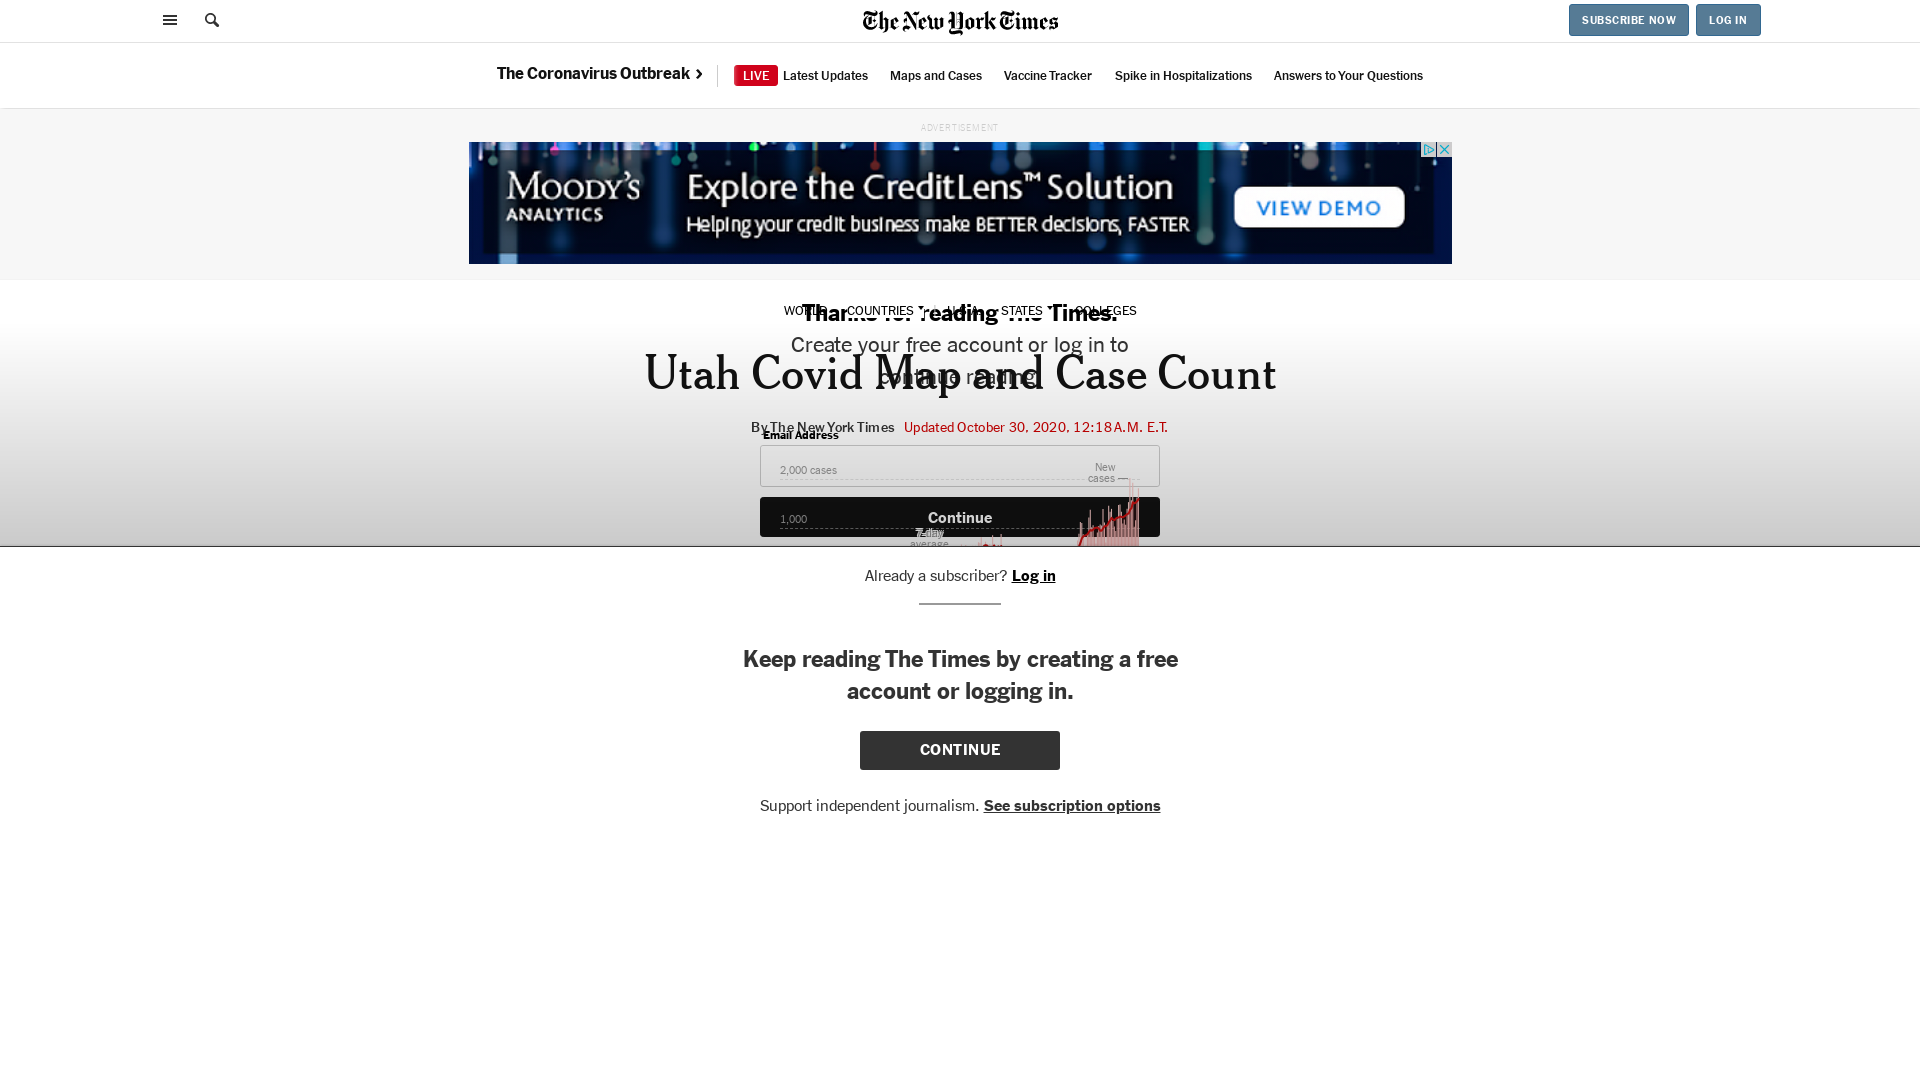 The New York Times
SUBSCRIBE NOW
LOG IN
The Coronavirus Outbreak
LIVE Latest Updates
Maps and Cases
Vaccine Tracker
Spike in Hospitalizations
Answers to Your Questions
ADVERTISEMENT
MOODY'S
ANALYTICS
Explore the CreditLens™ Solution
Helping your credit business make BETTER decisions, FASTER
VIEW DEMO
WORLD
COUNTRIES
U.S.A.
STATES
COLLEGES
Thanks for reading The Times.
Create your free account or log in to
continue reading.
Utah Covid Map and Case Count
By The New York Times
Updated October 30, 2020, 12:18 A.M. E.T.
Email Address
2,000 cases
New
cases
1,000
Continue
7-day
average
Already a subscriber? Log in
Keep reading The Times by creating a free
account or logging in.
CONTINUE
Support independent journalism. See subscription options